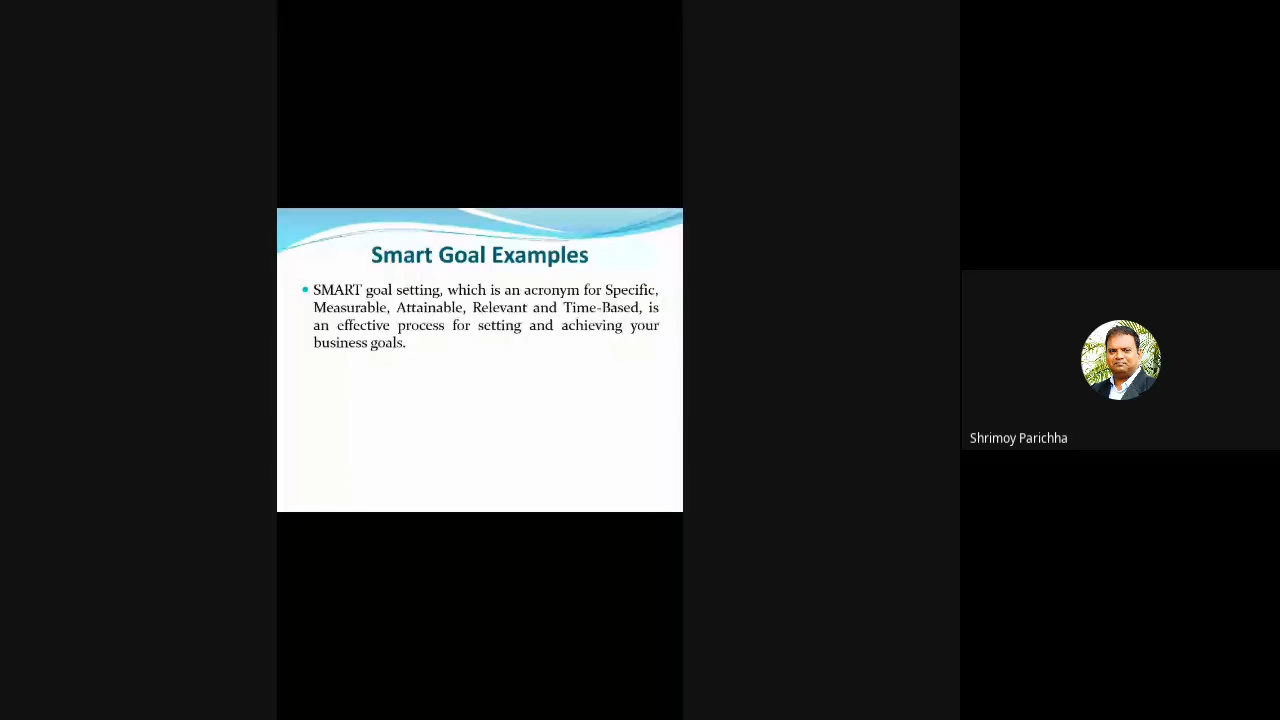 Smart Goal Examples
SMART goal setting, which is an acronym for Specific,
Measurable, Attainable, Relevant and Time-Based, is
an effective process for setting and achieving your
business goals.
Shrimoy Parichha